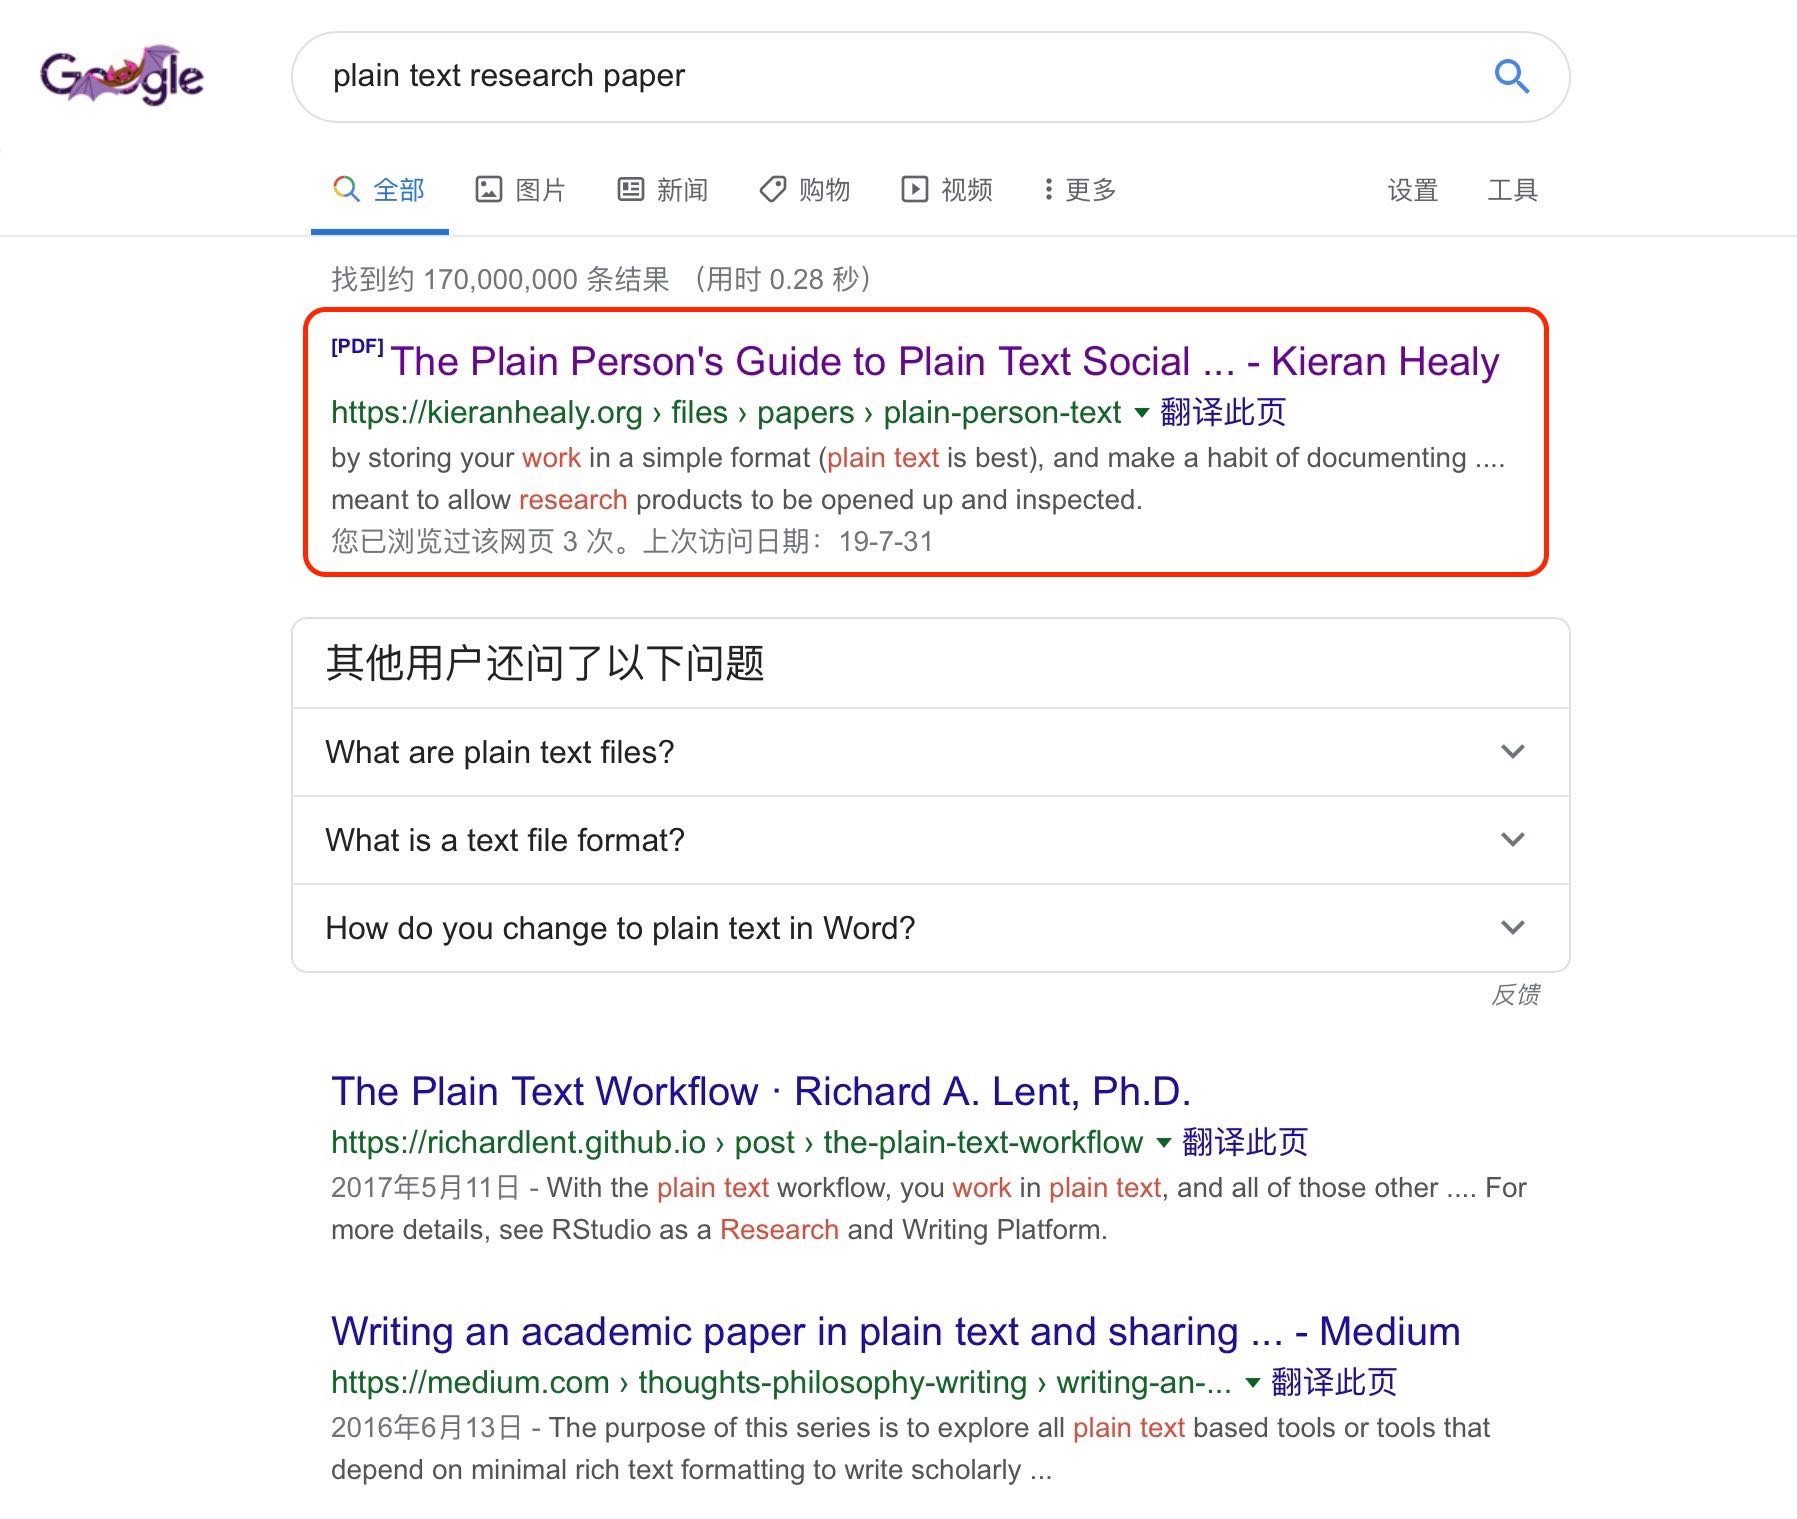 Google
plain text research paper
全部 图片 新闻 购物 视频 更多 设置 工具
找到约 170,000,000 条结果 （用时 0.28 秒）
[PDF] The Plain Person's Guide to Plain Text Social ... - Kieran Healy
https://kieranhealy.org › files › papers › plain-person-text 翻译此页
by storing your work in a simple format (plain text is best), and make a habit of documenting ....
meant to allow research products to be opened up and inspected.
您已浏览过该网页 3 次。上次访问日期：19-7-31
其他用户还问了以下问题
What are plain text files?
What is a text file format?
How do you change to plain text in Word?
反馈
The Plain Text Workflow · Richard A. Lent, Ph.D.
https://richardlent.github.io › post › the-plain-text-workflow 翻译此页
2017年5月11日 - With the plain text workflow, you work in plain text, and all of those other .... For
more details, see RStudio as a Research and Writing Platform.
Writing an academic paper in plain text and sharing ... - Medium
https://medium.com › thoughts-philosophy-writing › writing-an-... 翻译此页
2016年6月13日 - The purpose of this series is to explore all plain text based tools or tools that
depend on minimal rich text formatting to write scholarly ...